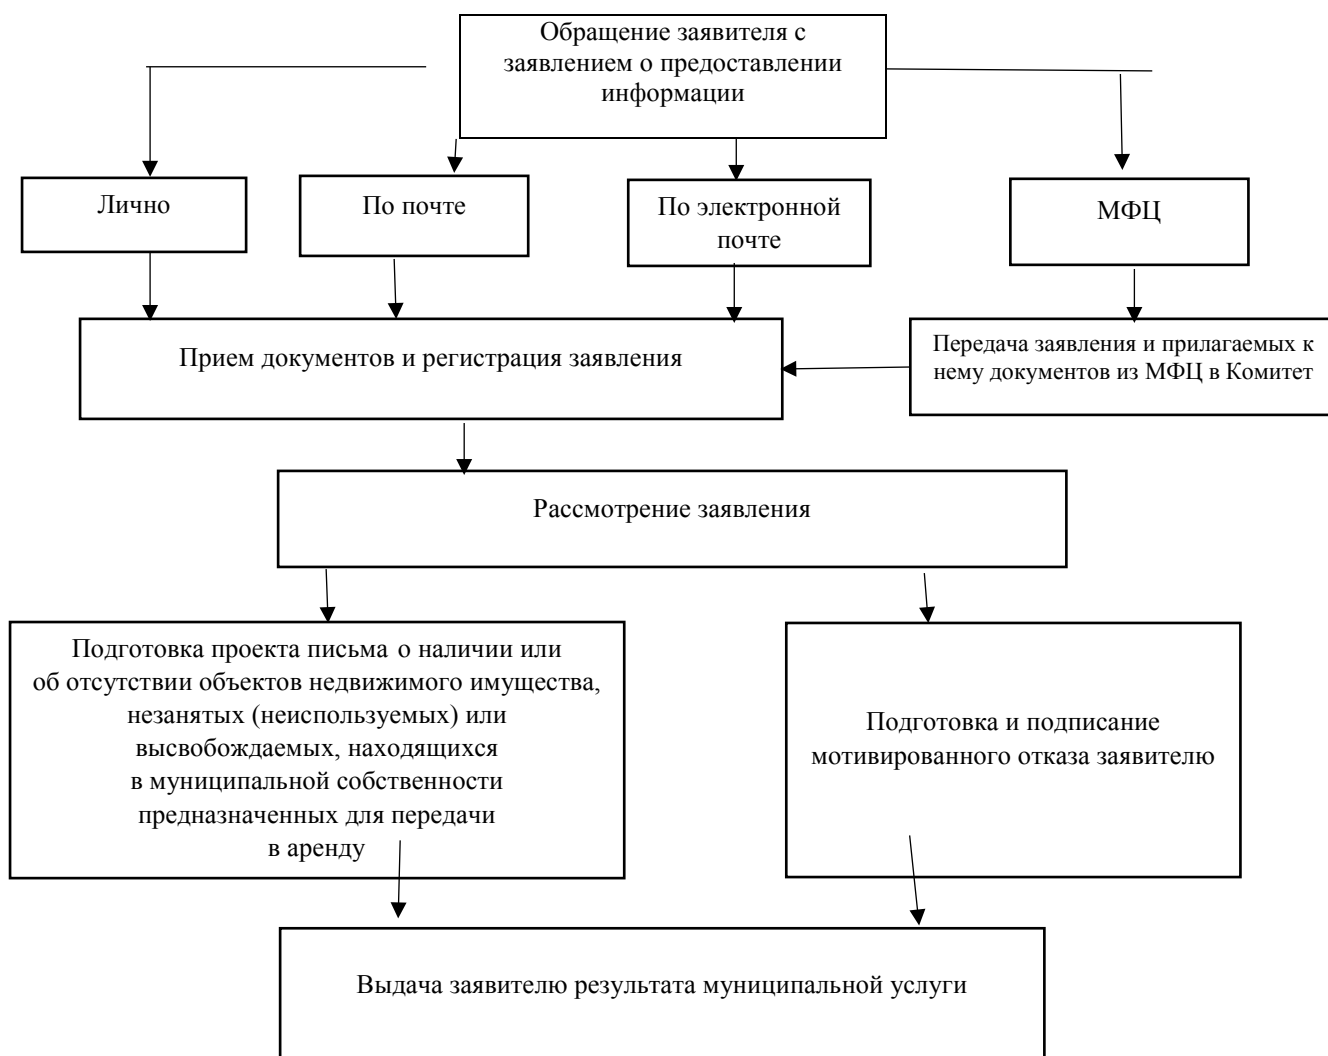 Обращение заявителя с
заявлением о предоставлении
информации
Лично
По почте
По электронной
почте
МФЦ
Прием документов и регистрация заявления
Передача заявления и прилагаемых к
нему документов из МФЦ в Комитет
Рассмотрение заявления
Подготовка проекта письма о наличии или
об отсутствии объектов недвижимого имущества,
незанятых (неиспользуемых) или
высвобождаемых, находящихся
в муниципальной собственности
предназначенных для передачи
в аренду
Подготовка и подписание
мотивированного отказа заявителю
Выдача заявителю результата муниципальной услуги